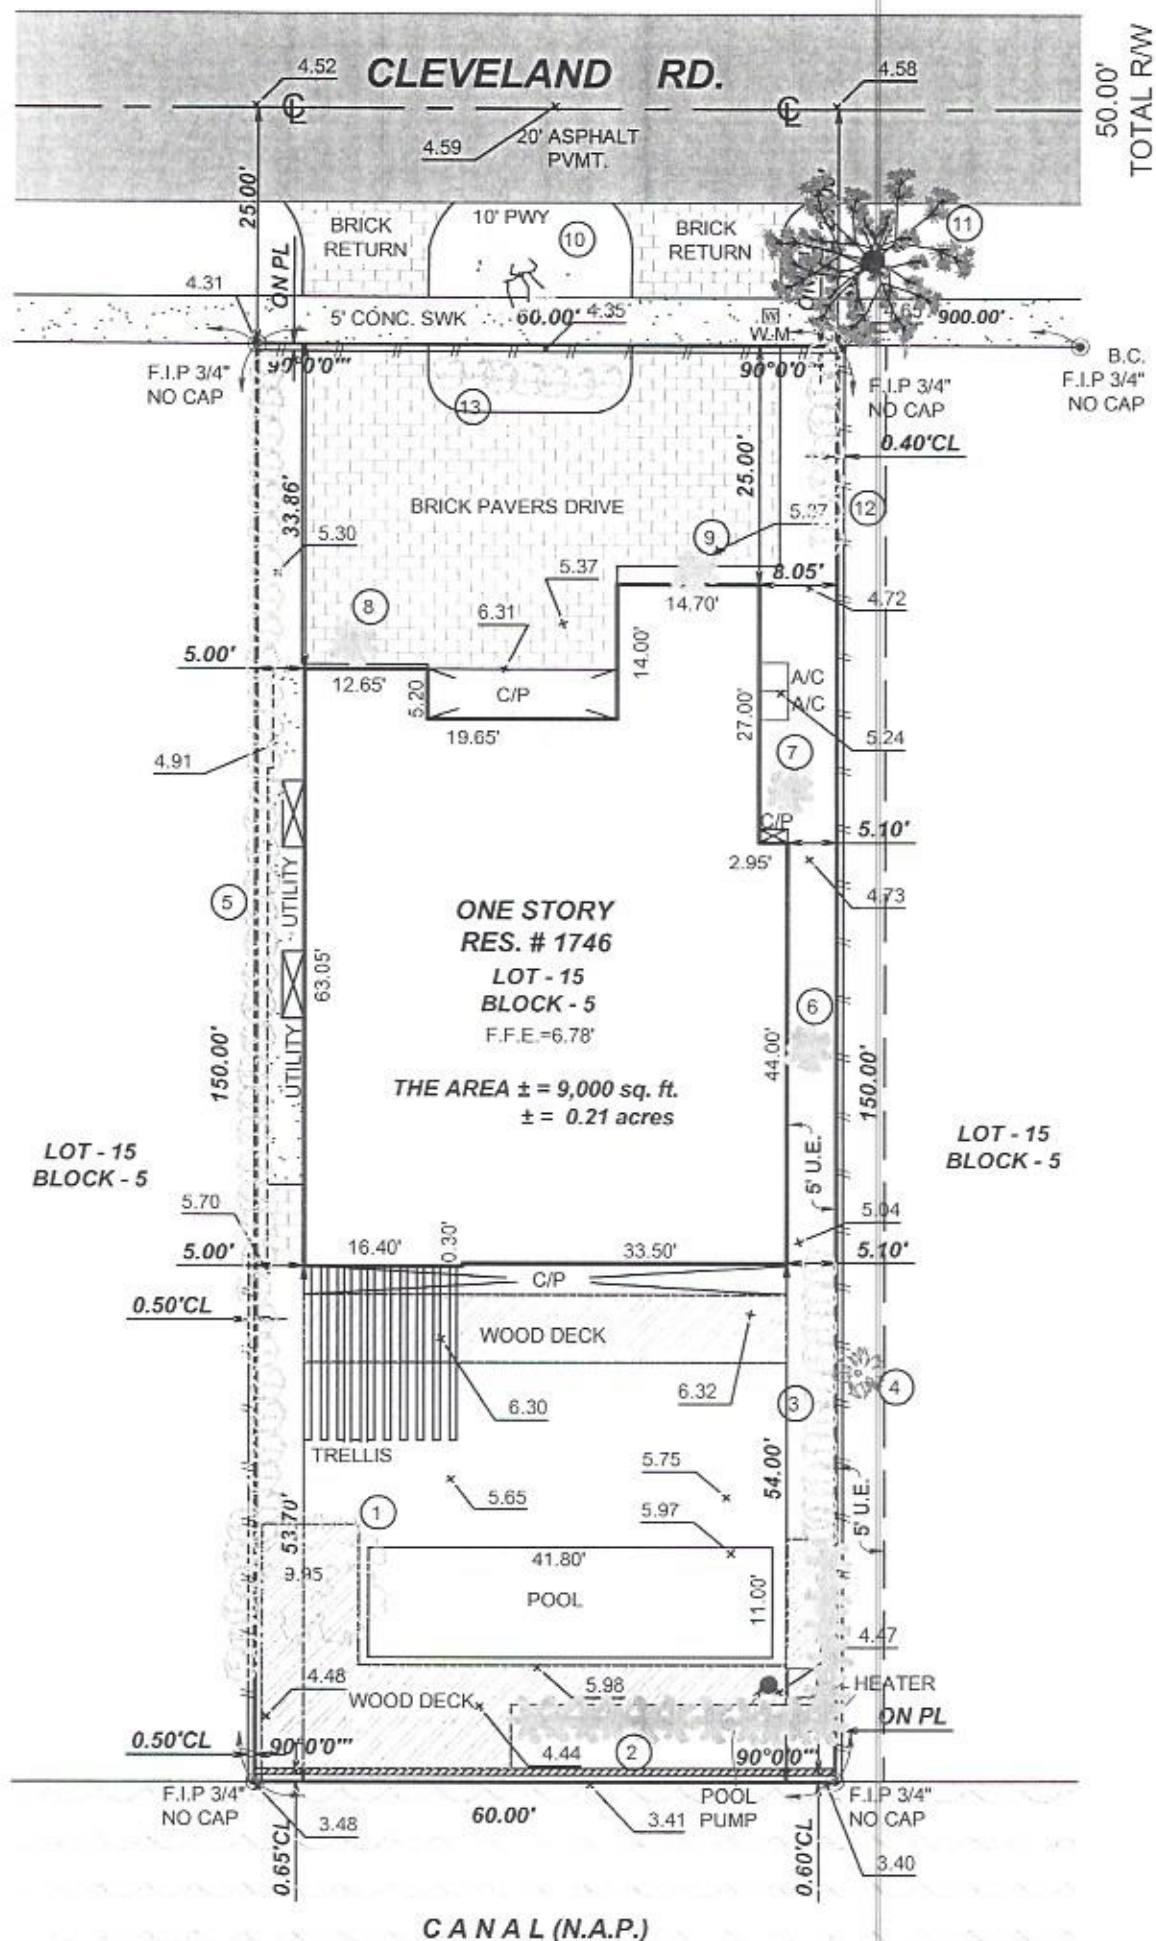 4.52
CLEVELAND RD.
4.58
50.00'
TOTAL R/W
CL
CL
4.59
20' ASPHALT
PVMT.
25.00'
10' PWY
BRICK
RETURN
10
BRICK
RETURN
11
ON PL
ON
4.31
5' CONC. SWK
60.00'
4.35
W
W.M.
.65
900.00'
90°0'0'''
90°0'0''
F.I.P 3/4"
NO CAP
F.I.P 3/4"
NO CAP
B.C.
F.I.P 3/4"
NO CAP
13
0.40'CL
25.00'
33.86'
BRICK PAVERS DRIVE
12
5.30
9
5.37
8.05'
8
14.70'
4.72
6.31
14.00'
5.00'
12.65'
5.20
C/P
A/C
A/C
19.65'
27.00'
5.24
4.91
7
C/P
5.10'
2.95'
4.73
5
UTILITY
ONE STORY
RES. # 1746
LOT - 15
BLOCK - 5
F.F.E.=6.78'
63.05'
6
150.00'
UTILITY
44.00'
150.00'
THE AREA ± = 9,000 sq. ft.
± = 0.21 acres
LOT - 15
BLOCK - 5
LOT - 15
BLOCK - 5
5' U.E.
5.70
5.04
5.00'
16.40'
0.30'
33.50'
5.10'
C/P
0.50'CL
WOOD DECK
6.30
6.32
3
4
TRELLIS
5.75
54.00'
5.65
1
5.97
5' U.E.
53.70'
9.95
41.80'
POOL
11.00'
4.47
4.48
WOOD DECK
5.98
HEATER
ON PL
0.50'CL
90°0'0'''
4.44
2
90°0'0'''
F.I.P 3/4"
NO CAP
3.48
60.00'
3.41
POOL
PUMP
F.I.P 3/4"
NO CAP
0.65'CL
0.60'CL
3.40
CANAL (N.A.P.)